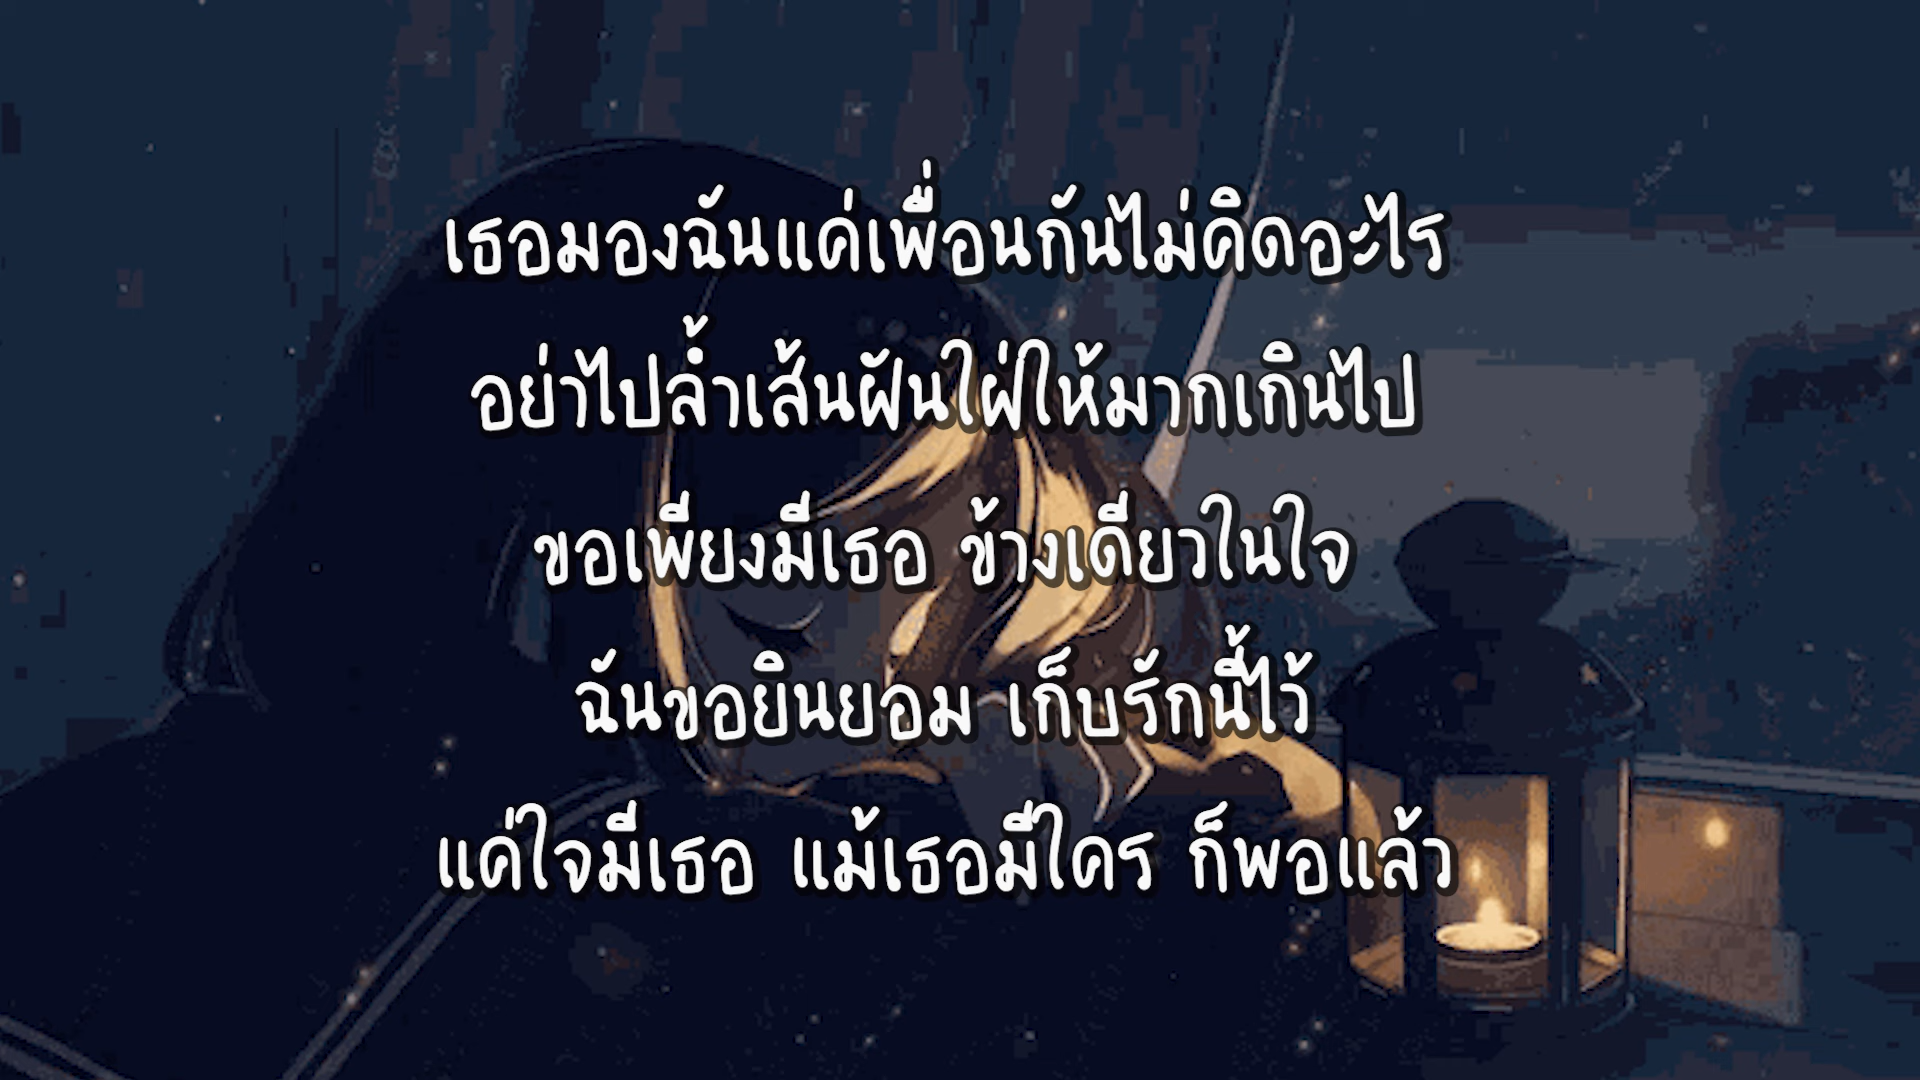 เธอมองฉันแค่เพื่อนกันไม่คิดอะไร
อย่าไปล้ำเส้นฝันใฝ่ให้มากเกินไป
ขอเพียงมีเธอ ข้างเดียวในใจ
ฉันขอยินยอม เก็บรักนี้ไว้
แค่ใจมีเธอ แม้เธอมีใคร ก็พอแล้ว